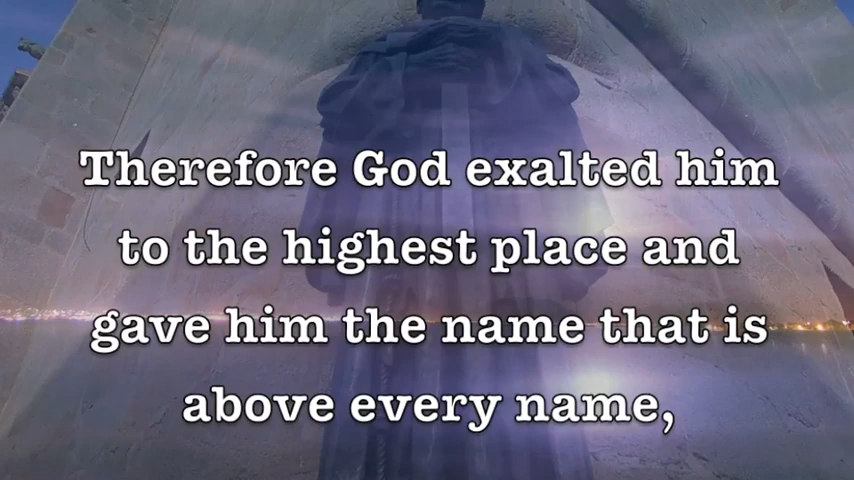 Therefore God exalted him
to the highest place and
gave him the name that is
above every name,